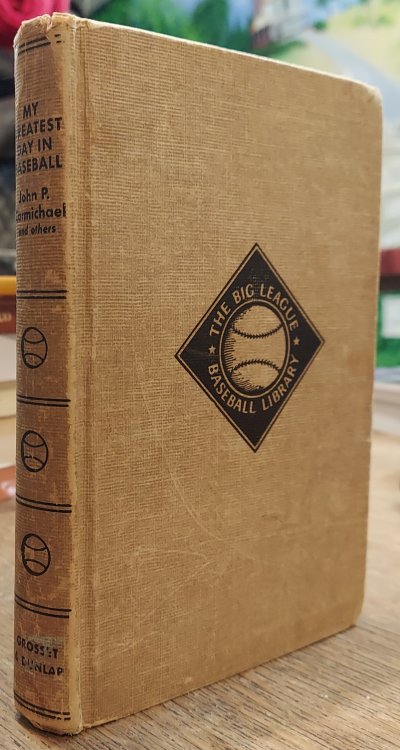 MY
GREATEST
DAY IN
BASEBALL
John P.
Carmichael
and others
GROSSET
& DUNLAP
THE BIG LEAGUE
BASEBALL LIBRARY